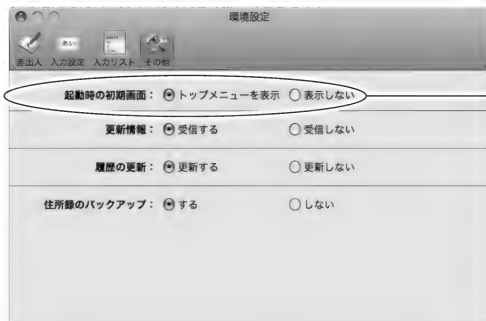 環境設定
あい
差出人 入力設定 入力リスト その他
起動時の初期画面： トップメニューを表示 表示しない
更新情報： 受信する 受信しない
履歴の更新： 更新する 更新しない
住所録のバックアップ： する しない